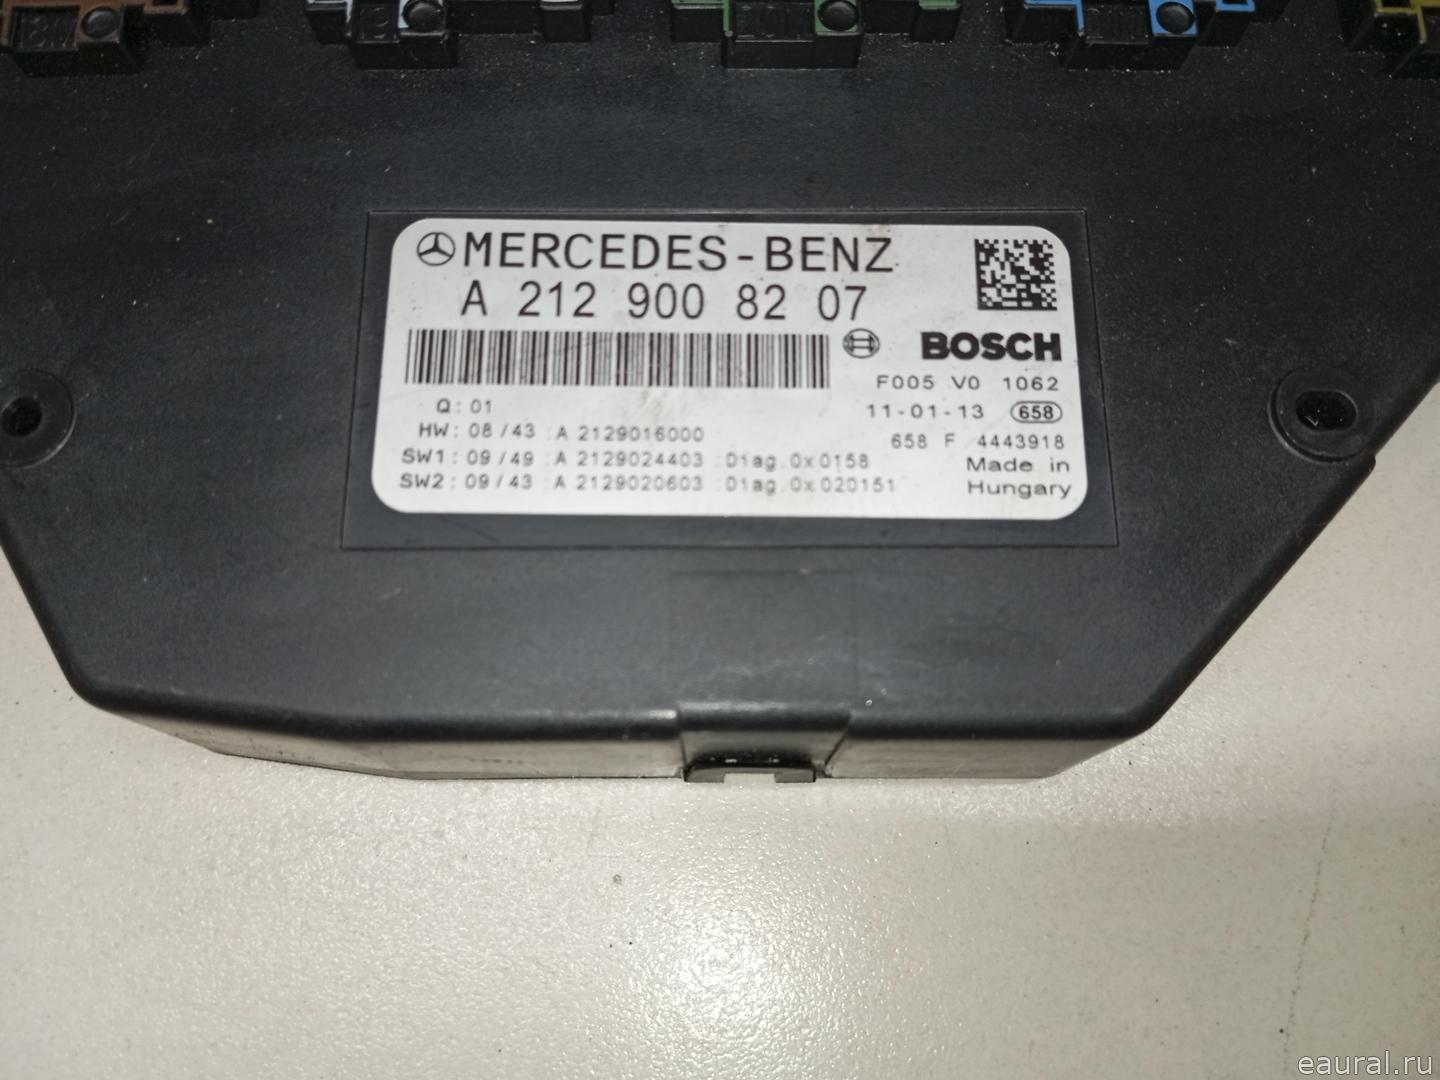 MERCEDES-BENZ
A 212 900 82 07
BOSCH
F005 V0 1062
Q: 01
11-01-13 658
HW: 08/43 :A 2129016000
658 F 4443918
SW1: 09/49 :A 2129024403 :Diag.0x0158
Made in
SW2: 09/43 :A 2129020603 :Diag.0x020151
Hungary
eaural.ru